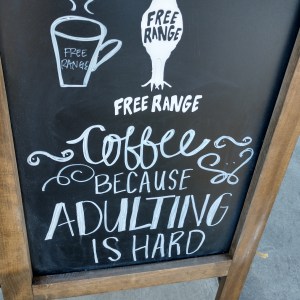 FREE
RANGE
FREE
RANGE
FREE RANGE
Coffee
BECAUSE
ADULTING
IS HARD